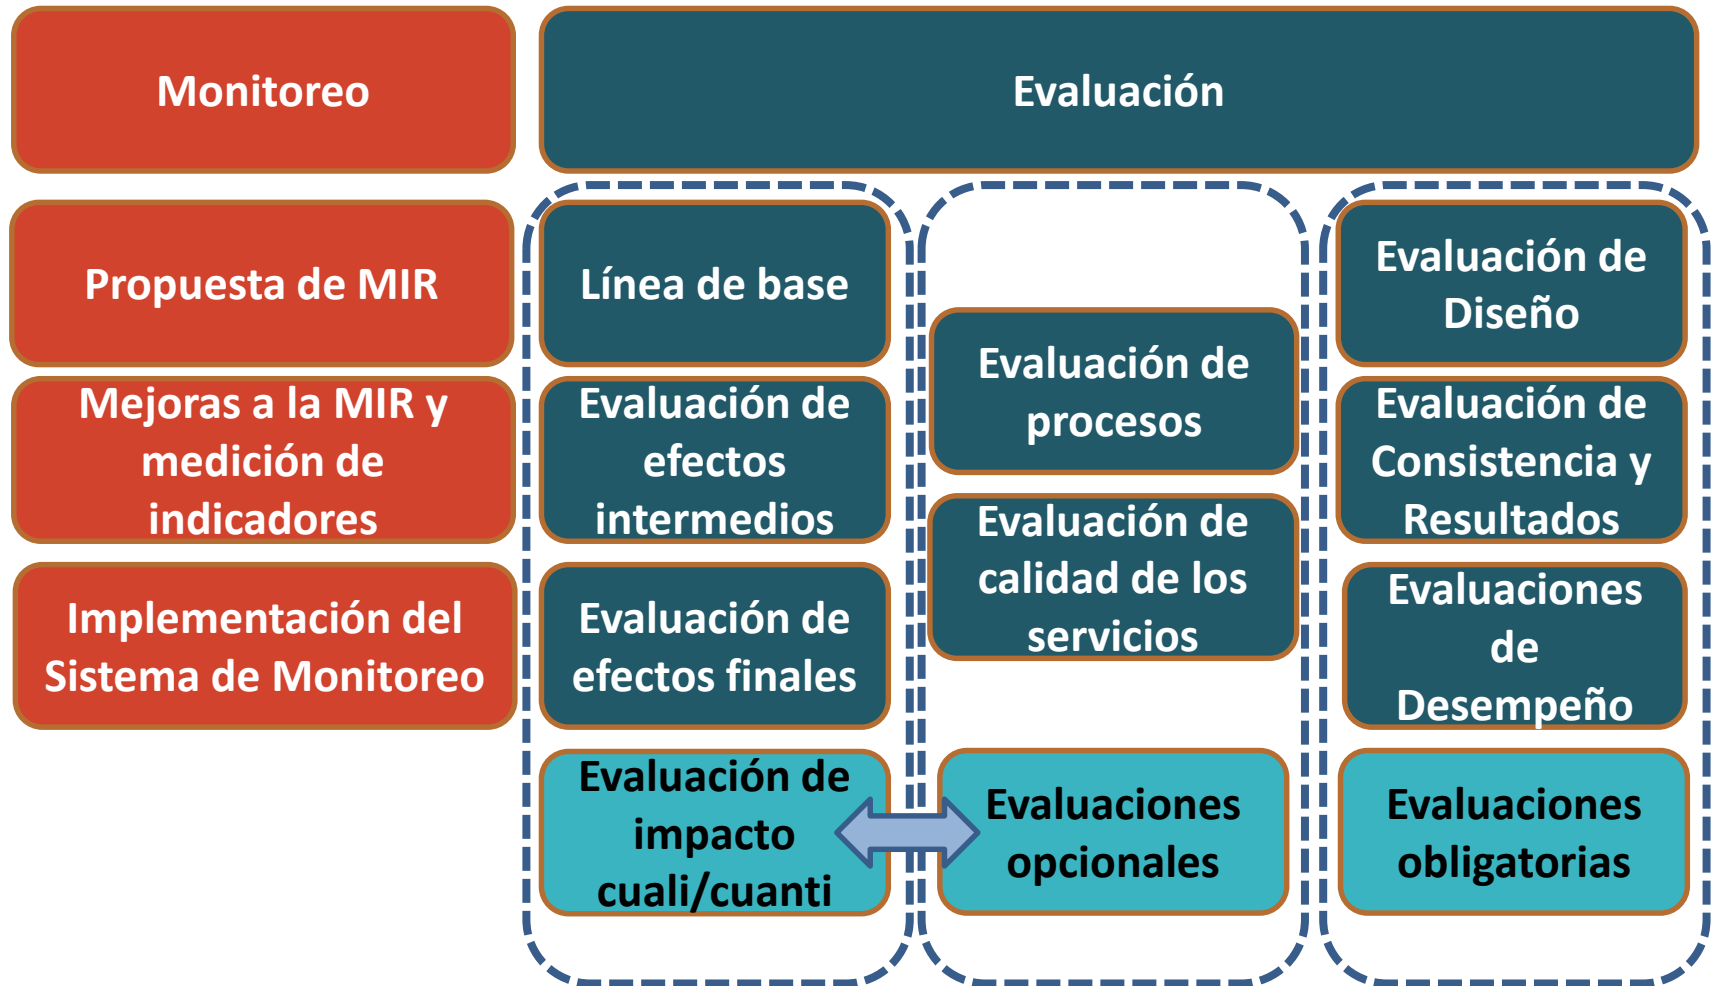 Monitoreo
Evaluación
Propuesta de MIR
Mejoras a la MIR y
medición de
indicadores
Implementación del
Sistema de Monitoreo
Línea de base
Evaluación de
efectos
intermedios
Evaluación de
efectos finales
Evaluación de
impacto
cuali/cuanti
Evaluación de
procesos
Evaluación de
calidad de los
servicios
Evaluaciones
opcionales
Evaluación de
Diseño
Evaluación de
Consistencia y
Resultados
Evaluaciones
de
Desempeño
Evaluaciones
obligatorias